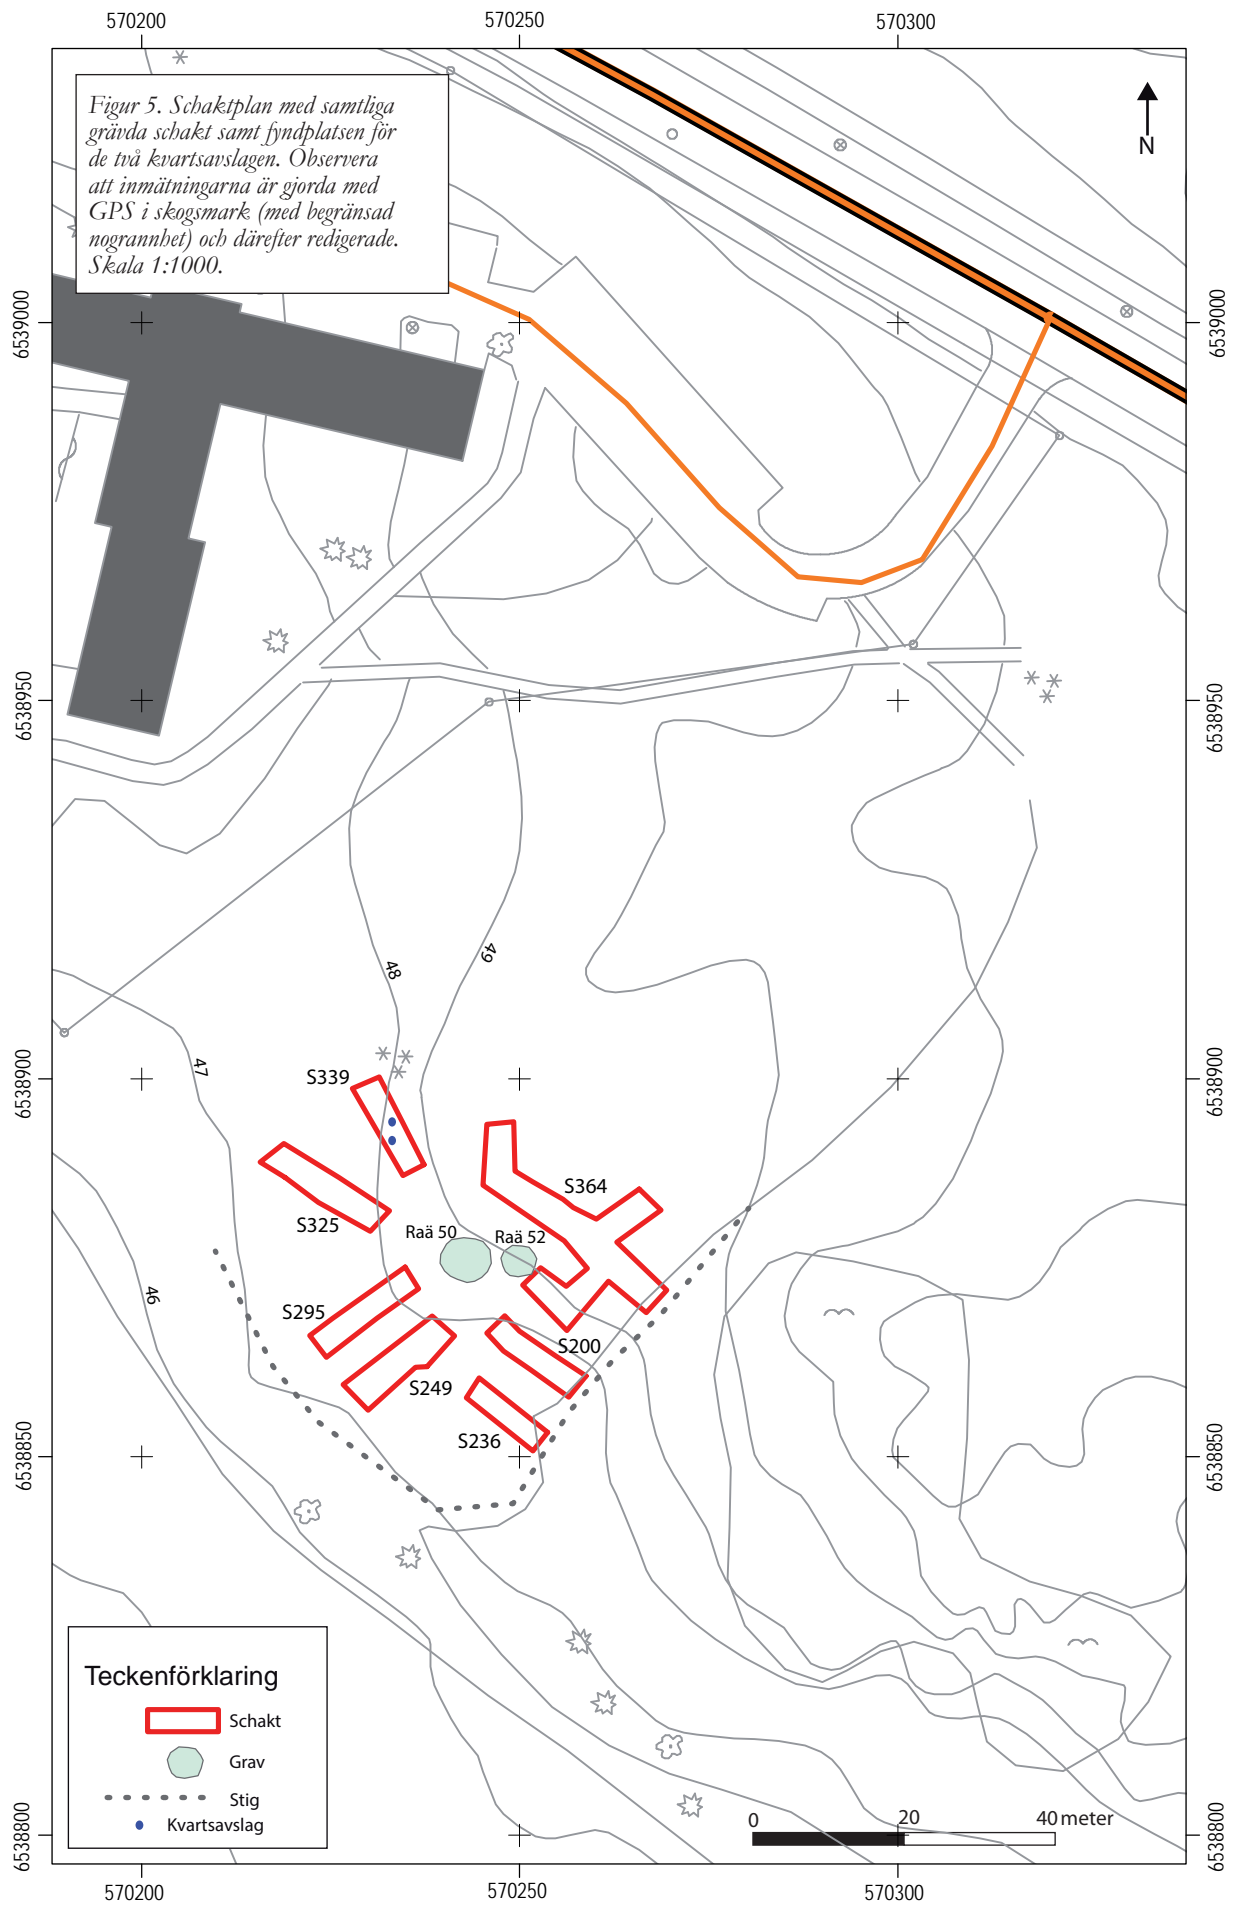 570200
570250
570300
Figur 5. Schaktplan med samtliga
grävda schakt samt fyndplatsen för
de två kvartsavslagen. Observera
att inmätningarna är gjorda med
GPS i skogsmark (med begränsad
nogrannhet) och därefter redigerade.
Skala 1:1000.
N
6539000
6539000
6538950
6538950
49
48
47
6538900
6538900
S339
S364
S325
Raä 50
Raä 52
46
S295
S200
S249
S236
6538850
6538850
Teckenförklaring
Schakt
Grav
Stig
Kvartsavslag
0
20
40 meter
6538800
6538800
570200
570250
570300